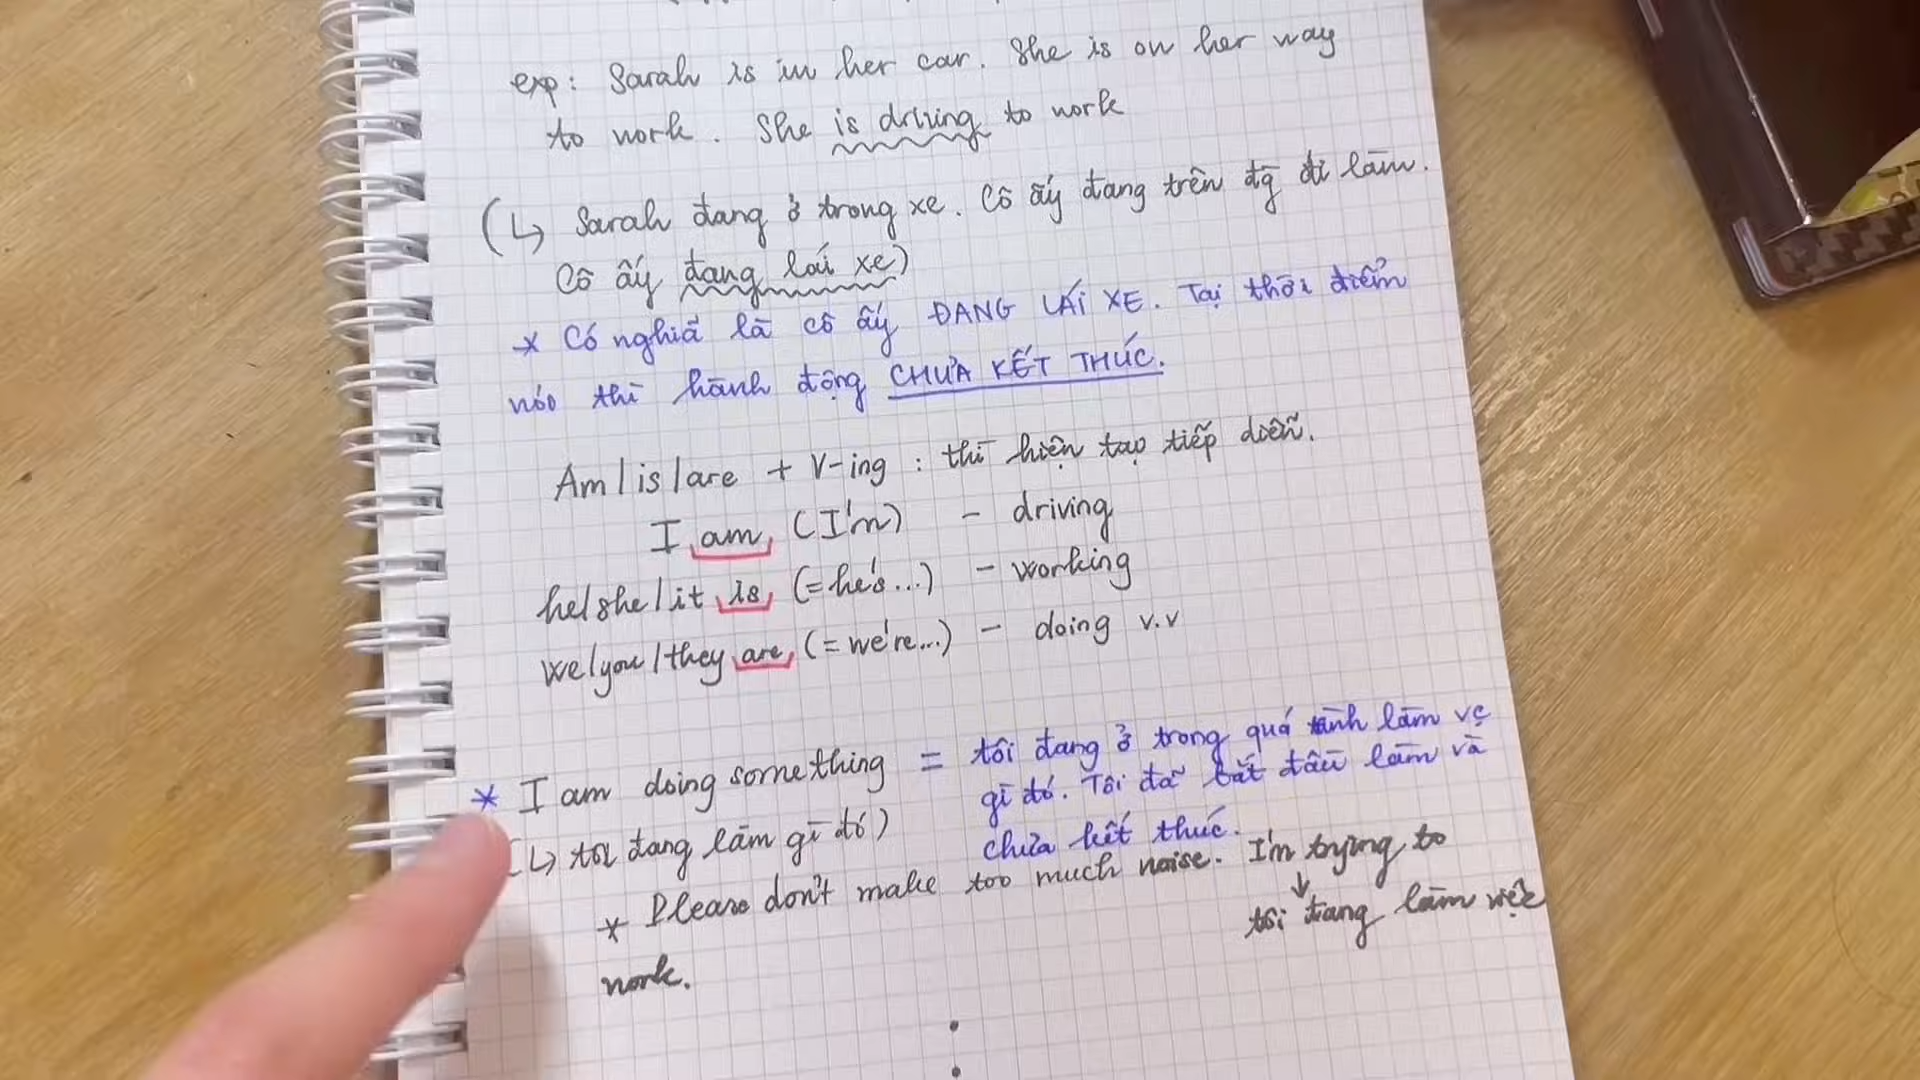 exp: Sarah is in her car. She is on her way
to work. She is driving to work
(↳ Sarah đang ở trong xe. Cô ấy đang trên đg đi làm.
Cô ấy đang lái xe)
* Có nghĩa là cô ấy ĐANG LÁI XE. Tại thời điểm
nói thì hành động CHƯA KẾT THÚC.
Am/is/are + V-ing : thì hiện tại tiếp diễn.
I am (I'm) - driving
he/she/it is (=he's...) - working
we/you/they are (= we're...) - doing v.v
* I am doing something = tôi đang ở trong quá trình làm vc
gì đó. Tôi đã bắt đầu làm và
(↳ tôi đang làm gì đó) chưa kết thúc.
* Please don't make too much noise. I'm trying to
↓
tôi đang làm việc
work.